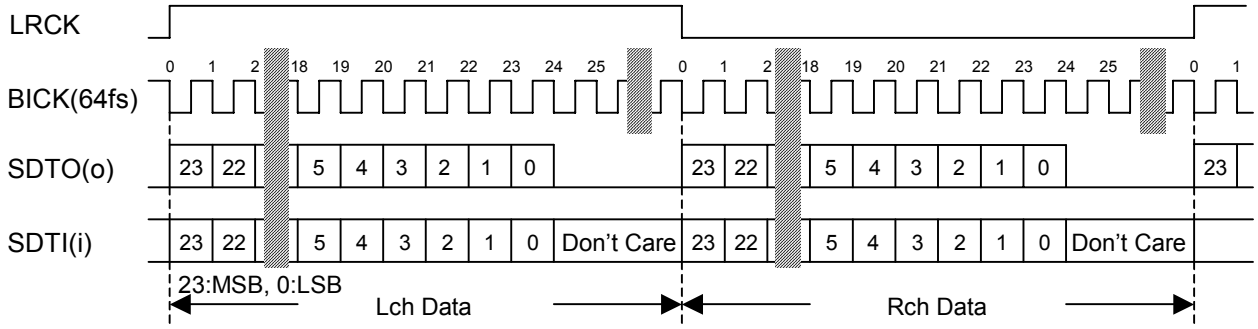 LRCK
0 1 2 18 19 20 21 22 23 24 25 0 1 2 18 19 20 21 22 23 24 25 0 1
BICK(64fs)
SDTO(o) 23 22 5 4 3 2 1 0 23 22 5 4 3 2 1 0 23
SDTI(i) 23 22 5 4 3 2 1 0 Don’t Care 23 22 5 4 3 2 1 0 Don’t Care
23:MSB, 0:LSB
Lch Data Rch Data